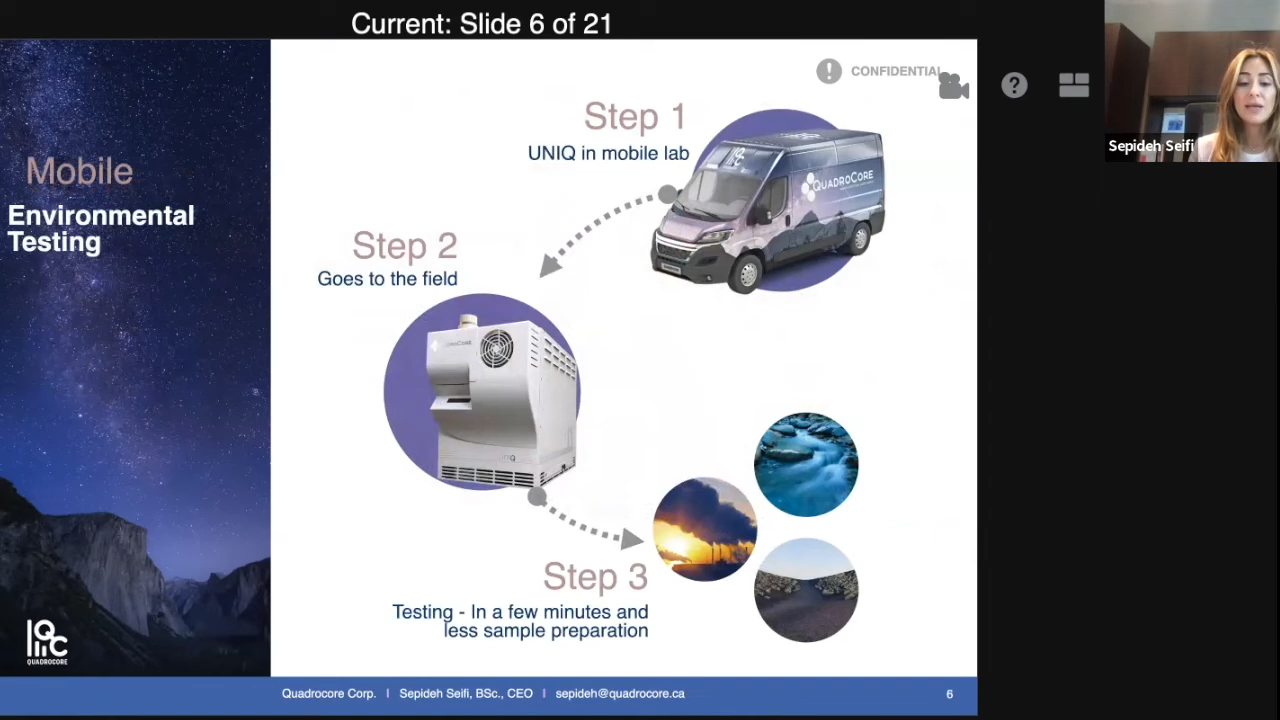 Current: Slide 6 of 21
CONFIDENTIAL
Mobile
Environmental
Testing
Step 1
UNIQ in mobile lab
QUADROCORE
Step 2
Goes to the field
Step 3
Testing - In a few minutes and
less sample preparation
QUADROCORE
Quadrocore Corp. | Sepideh Seifi, BSc., CEO | sepideh@quadrocore.ca
6
Sepideh Seifi